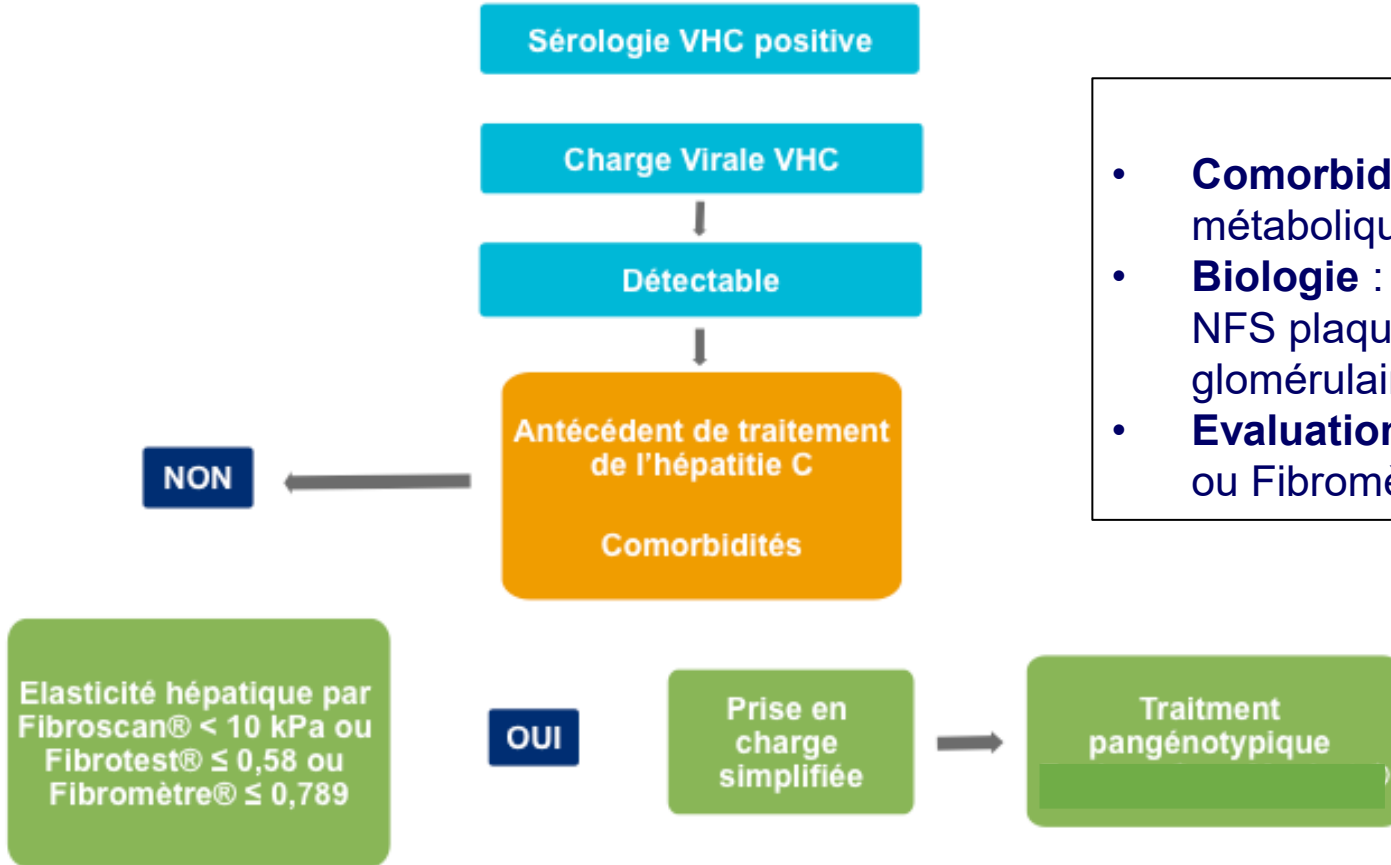 Sérologie VHC positive
Charge Virale VHC
Détectable
Antécédent de traitement
de l'hépatitie C
Comorbidités
NON
Elasticité hépatique par
Fibroscan® < 10 kPa ou
Fibrotest® ≤ 0,58 ou
Fibromètre® ≤ 0,789
OUI
Prise en
charge
simplifiée
Traitment
pangénotypique
• Comorbid
métaboliqu
• Biologie :
NFS plaqu
glomérulai
• Evaluation
ou Fibromè